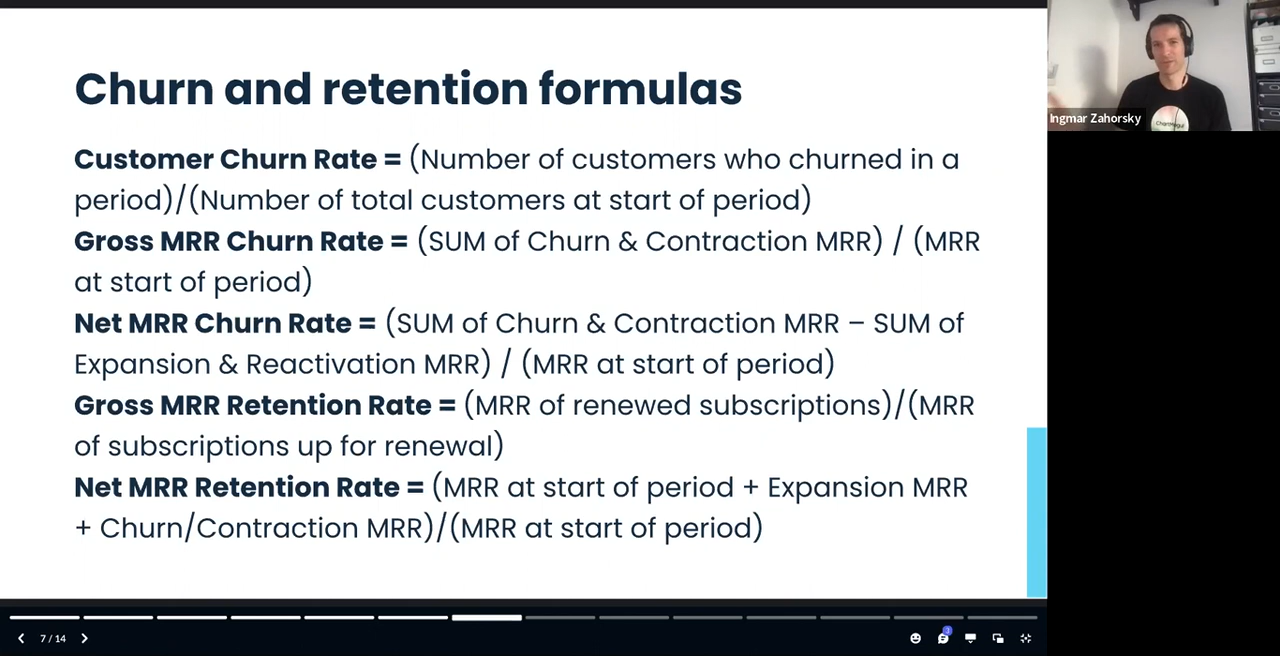 Churn and retention formulas
Customer Churn Rate = (Number of customers who churned in a
period)/(Number of total customers at start of period)
Gross MRR Churn Rate = (SUM of Churn & Contraction MRR) / (MRR
at start of period)
Net MRR Churn Rate = (SUM of Churn & Contraction MRR – SUM of
Expansion & Reactivation MRR) / (MRR at start of period)
Gross MRR Retention Rate = (MRR of renewed subscriptions)/(MRR
of subscriptions up for renewal)
Net MRR Retention Rate = (MRR at start of period + Expansion MRR
+ Churn/Contraction MRR)/(MRR at start of period)
Ingmar Zahorsky
ChartMogul
7 / 14
3